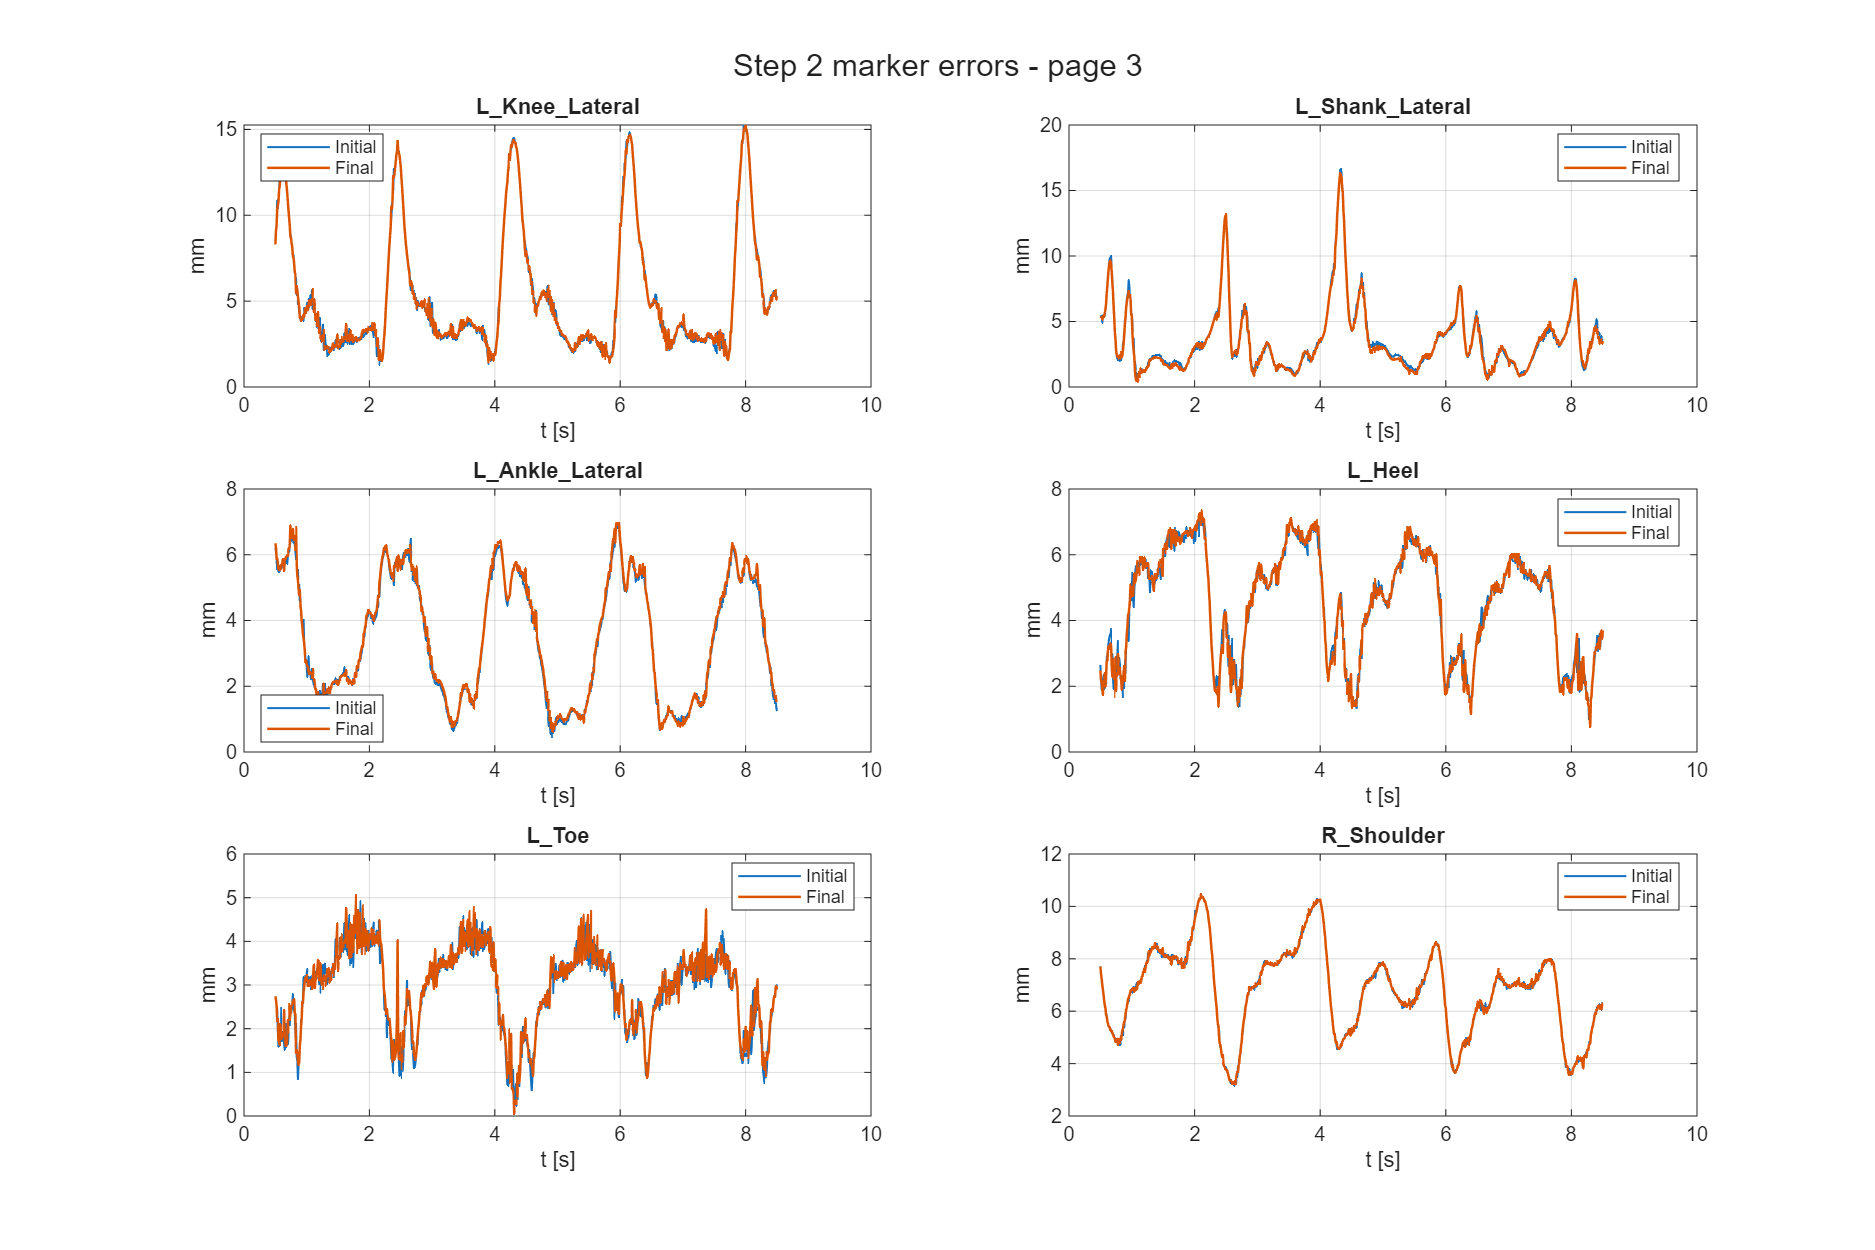 Step 2 marker errors - page 3
L_Knee_Lateral
15
10
5
0
mm
Initial
Final
0 2 4 6 8 10
t [s]
L_Shank_Lateral
20
15
10
5
0
mm
Initial
Final
0 2 4 6 8 10
t [s]
L_Ankle_Lateral
8
6
4
2
0
mm
Initial
Final
0 2 4 6 8 10
t [s]
L_Heel
8
6
4
2
0
mm
Initial
Final
0 2 4 6 8 10
t [s]
L_Toe
6
5
4
3
2
1
0
mm
Initial
Final
0 2 4 6 8 10
t [s]
R_Shoulder
12
10
8
6
4
2
mm
Initial
Final
0 2 4 6 8 10
t [s]